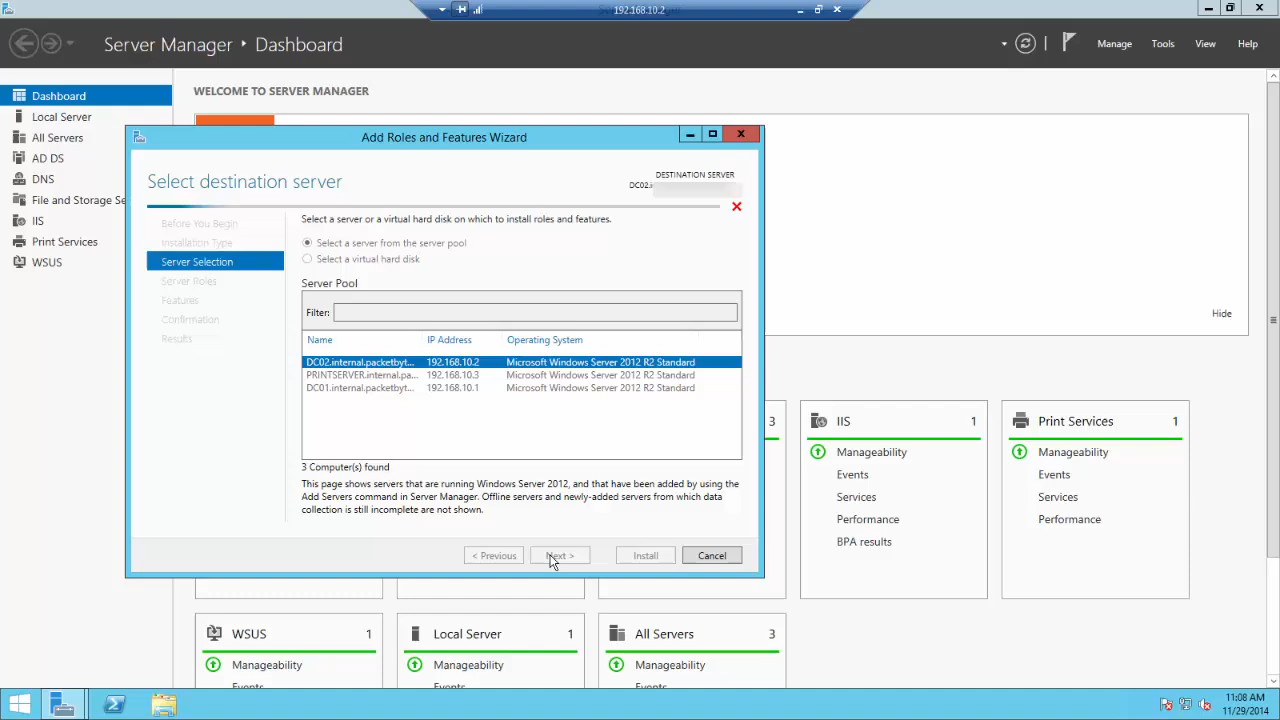 192.168.10.2
Server Manager ‣ Dashboard
Manage Tools View Help
Dashboard
Local Server
All Servers
AD DS
DNS
File and Storage Se
IIS
Print Services
WSUS
WELCOME TO SERVER MANAGER
Hide
Add Roles and Features Wizard
Select destination server
DESTINATION SERVER
DC02.i
Before You Begin
Installation Type
Server Selection
Server Roles
Features
Confirmation
Results
Select a server or a virtual hard disk on which to install roles and features.
Select a server from the server pool
Select a virtual hard disk
Server Pool
Filter:
Name IP Address Operating System
DC02.internal.packetbyt... 192.168.10.2 Microsoft Windows Server 2012 R2 Standard
PRINTSERVER.internal.pa... 192.168.10.3 Microsoft Windows Server 2012 R2 Standard
DC01.internal.packetbyt... 192.168.10.1 Microsoft Windows Server 2012 R2 Standard
3 Computer(s) found
This page shows servers that are running Windows Server 2012, and that have been added by using the
Add Servers command in Server Manager. Offline servers and newly-added servers from which data
collection is still incomplete are not shown.
< Previous Next > Install Cancel
3
IIS 1
Manageability
Events
Services
Performance
BPA results
Print Services 1
Manageability
Events
Services
Performance
WSUS 1
Manageability
Events
Local Server 1
Manageability
Events
All Servers 3
Manageability
Events
11:08 AM
11/29/2014